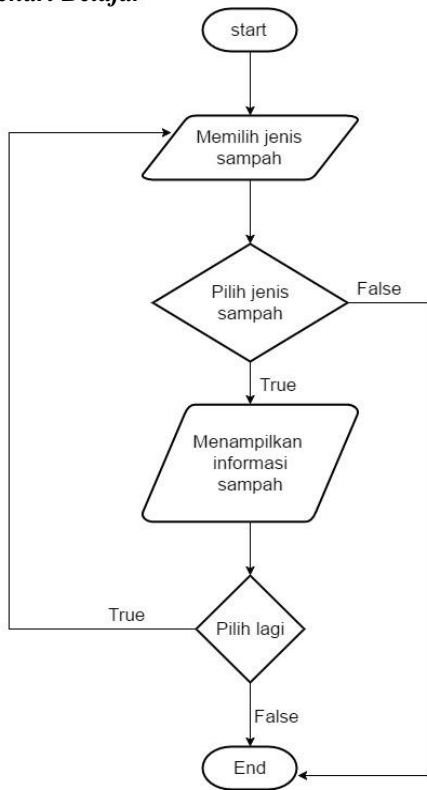 start
Memilih jenis
sampah
Pilih jenis
sampah
False
True
Menampilkan
informasi
sampah
True
Pilih lagi
False
End